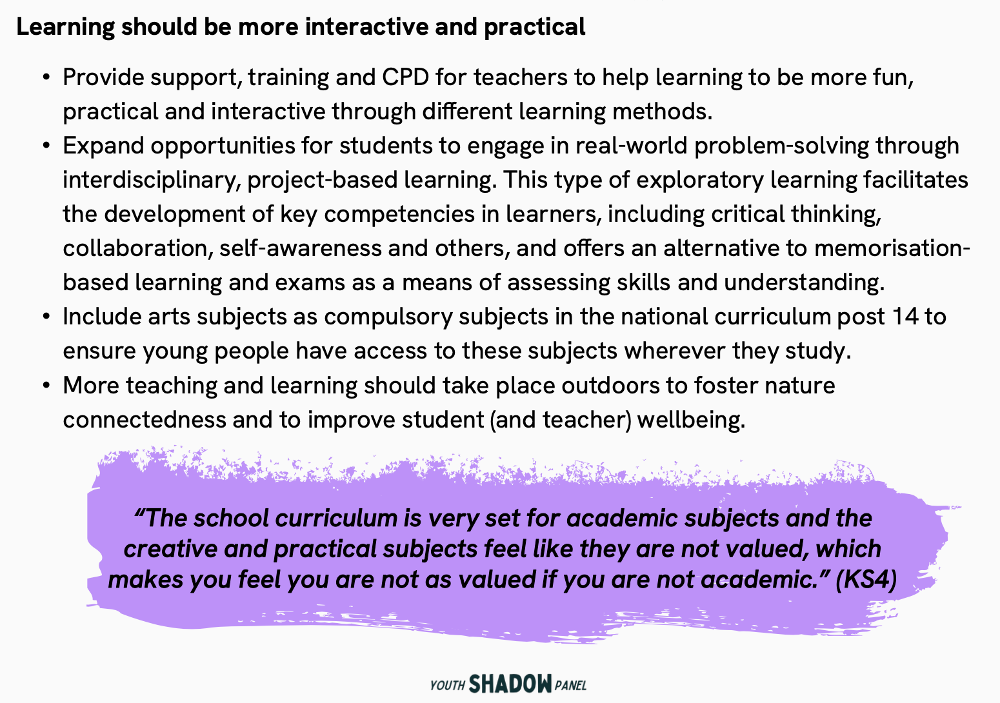 Learning should be more interactive and practical
• Provide support, training and CPD for teachers to help learning to be more fun,
practical and interactive through different learning methods.
• Expand opportunities for students to engage in real-world problem-solving through
interdisciplinary, project-based learning. This type of exploratory learning facilitates
the development of key competencies in learners, including critical thinking,
collaboration, self-awareness and others, and offers an alternative to memorisation-
based learning and exams as a means of assessing skills and understanding.
• Include arts subjects as compulsory subjects in the national curriculum post 14 to
ensure young people have access to these subjects wherever they study.
• More teaching and learning should take place outdoors to foster nature
connectedness and to improve student (and teacher) wellbeing.
“The school curriculum is very set for academic subjects and the
creative and practical subjects feel like they are not valued, which
makes you feel you are not as valued if you are not academic.” (KS4)
YOUTH SHADOW PANEL